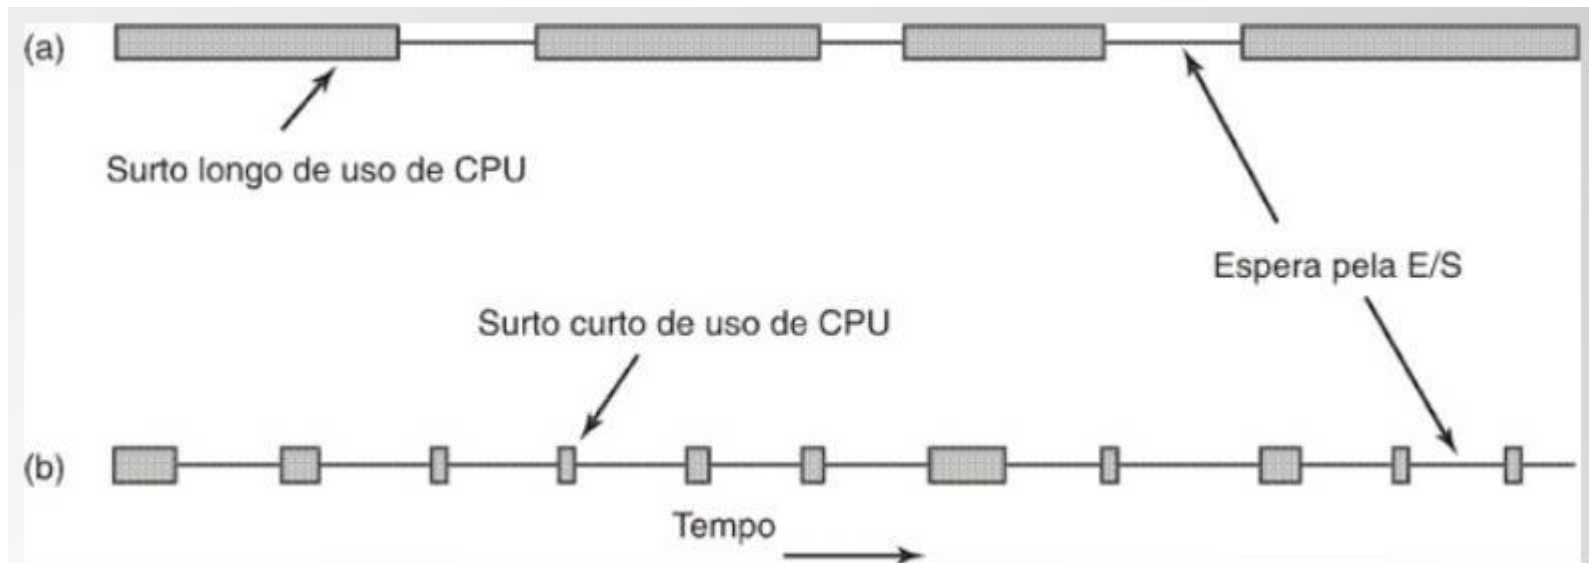 (a)
Surto longo de uso de CPU
Espera pela E/S
Surto curto de uso de CPU
(b)
Tempo